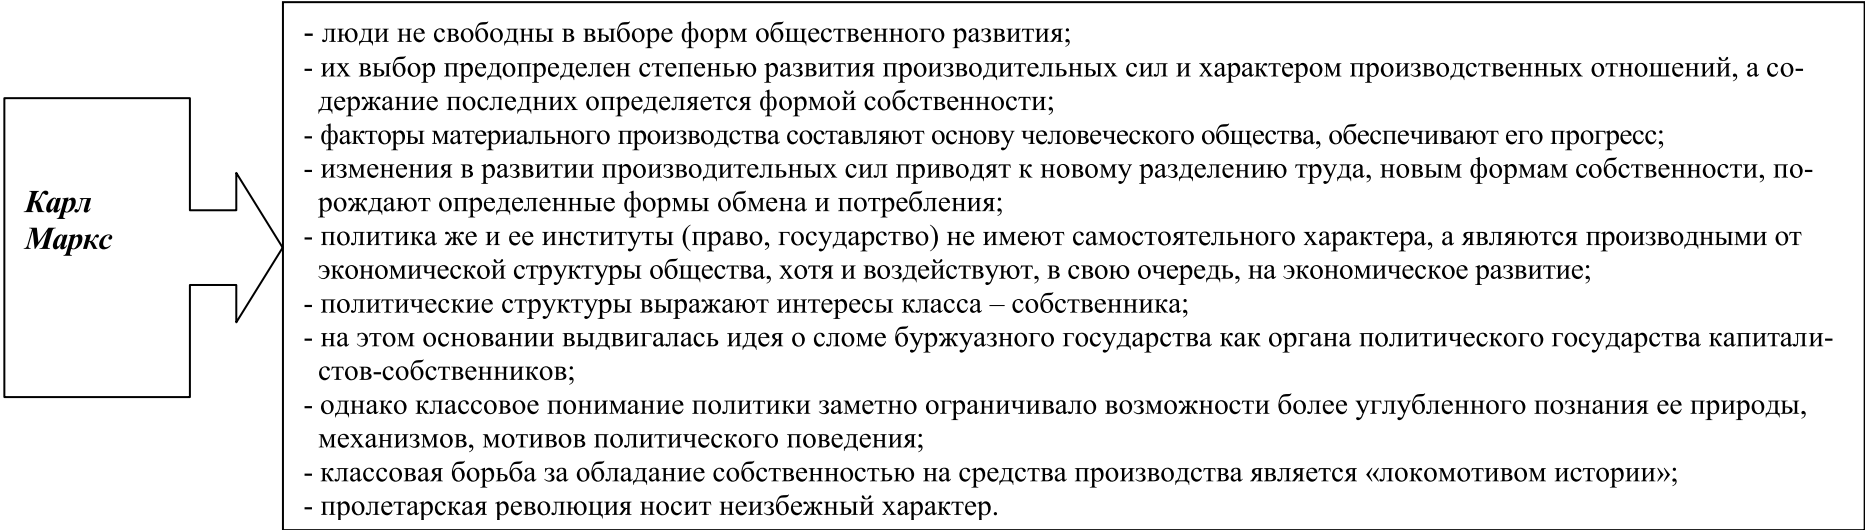 Карл
Маркс
- люди не свободны в выборе форм общественного развития;
- их выбор предопределен степенью развития производительных сил и характером производственных отношений, а со-
держание последних определяется формой собственности;
- факторы материального производства составляют основу человеческого общества, обеспечивают его прогресс;
- изменения в развитии производительных сил приводят к новому разделению труда, новым формам собственности, по-
рождают определенные формы обмена и потребления;
- политика же и ее институты (право, государство) не имеют самостоятельного характера, а являются производными от
экономической структуры общества, хотя и воздействуют, в свою очередь, на экономическое развитие;
- политические структуры выражают интересы класса – собственника;
- на этом основании выдвигалась идея о сломе буржуазного государства как органа политического государства капитали-
стов-собственников;
- однако классовое понимание политики заметно ограничивало возможности более углубленного познания ее природы,
механизмов, мотивов политического поведения;
- классовая борьба за обладание собственностью на средства производства является «локомотивом истории»;
- пролетарская революция носит неизбежный характер.